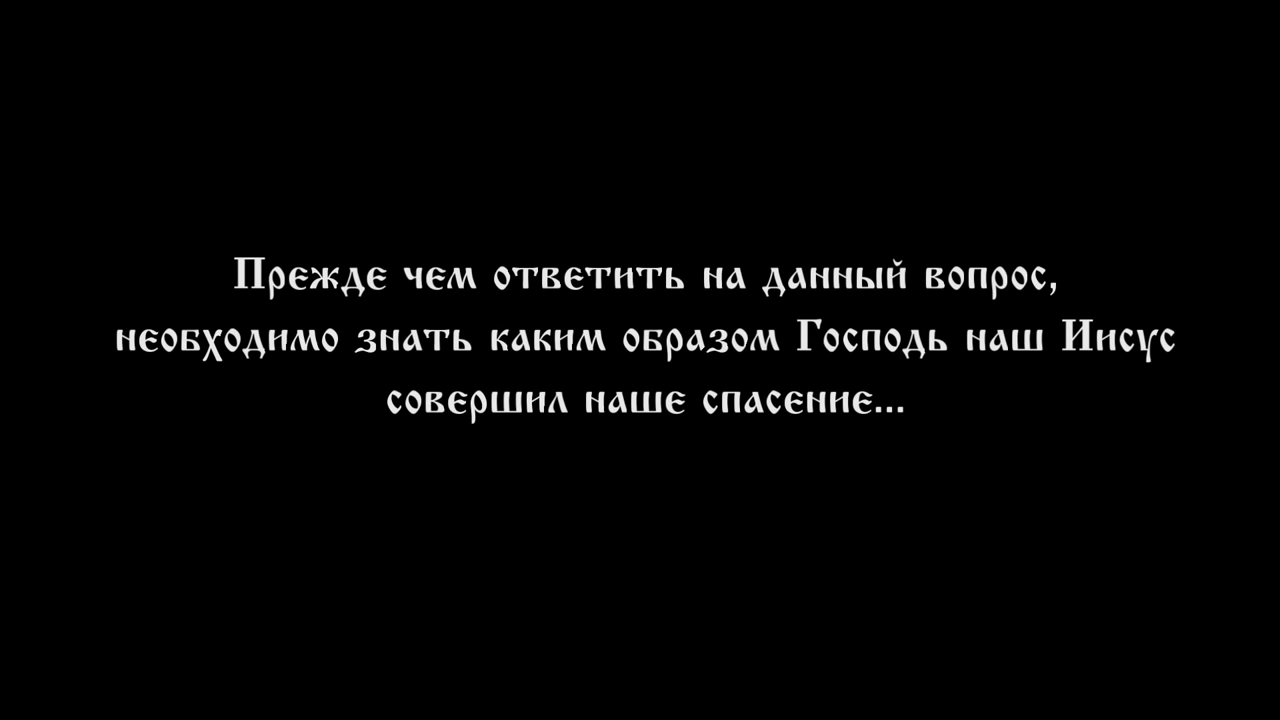 Прежде чем ответить на данный вопрос,
необходимо знать каким образом Господь наш Иисус
совершил наше спасение...